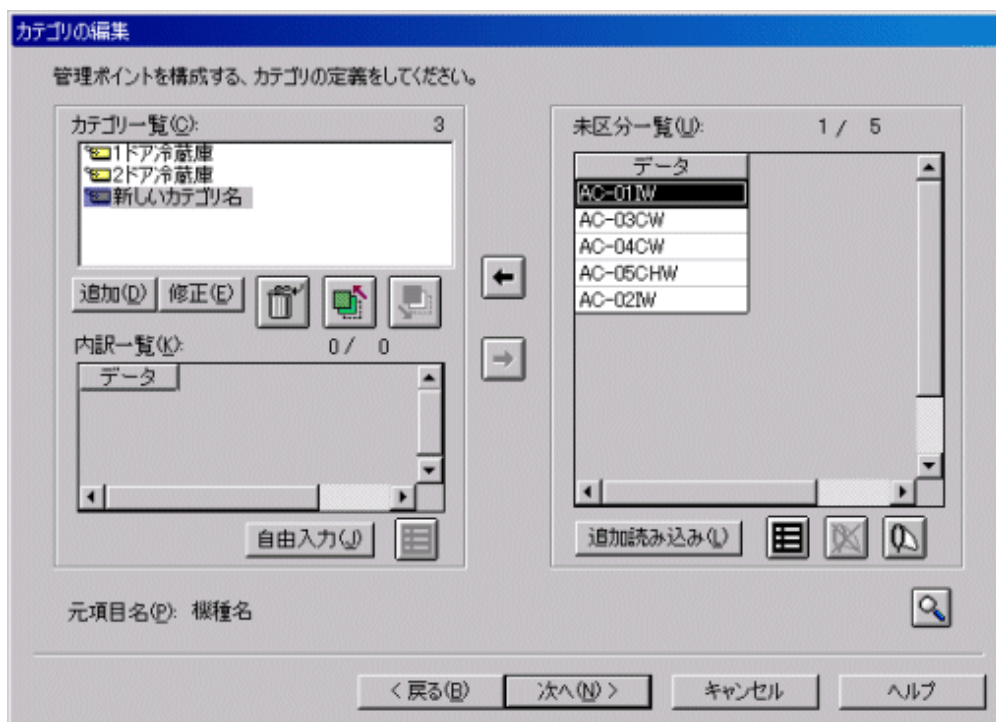 カテゴリの編集
管理ポイントを構成する、カテゴリの定義をしてください。
カテゴリ一覧(C): 3
1ドア冷蔵庫
2ドア冷蔵庫
新しいカテゴリ名
追加(D) 修正(E)
内訳一覧(K): 0 / 0
データ
自由入力(J)
未区分一覧(U): 1 / 5
データ
AC-01IW
AC-03CW
AC-04CW
AC-05CHW
AC-02IW
追加読み込み(L)
元項目名(P): 機種名
< 戻る(B) 次へ(N) > キャンセル ヘルプ